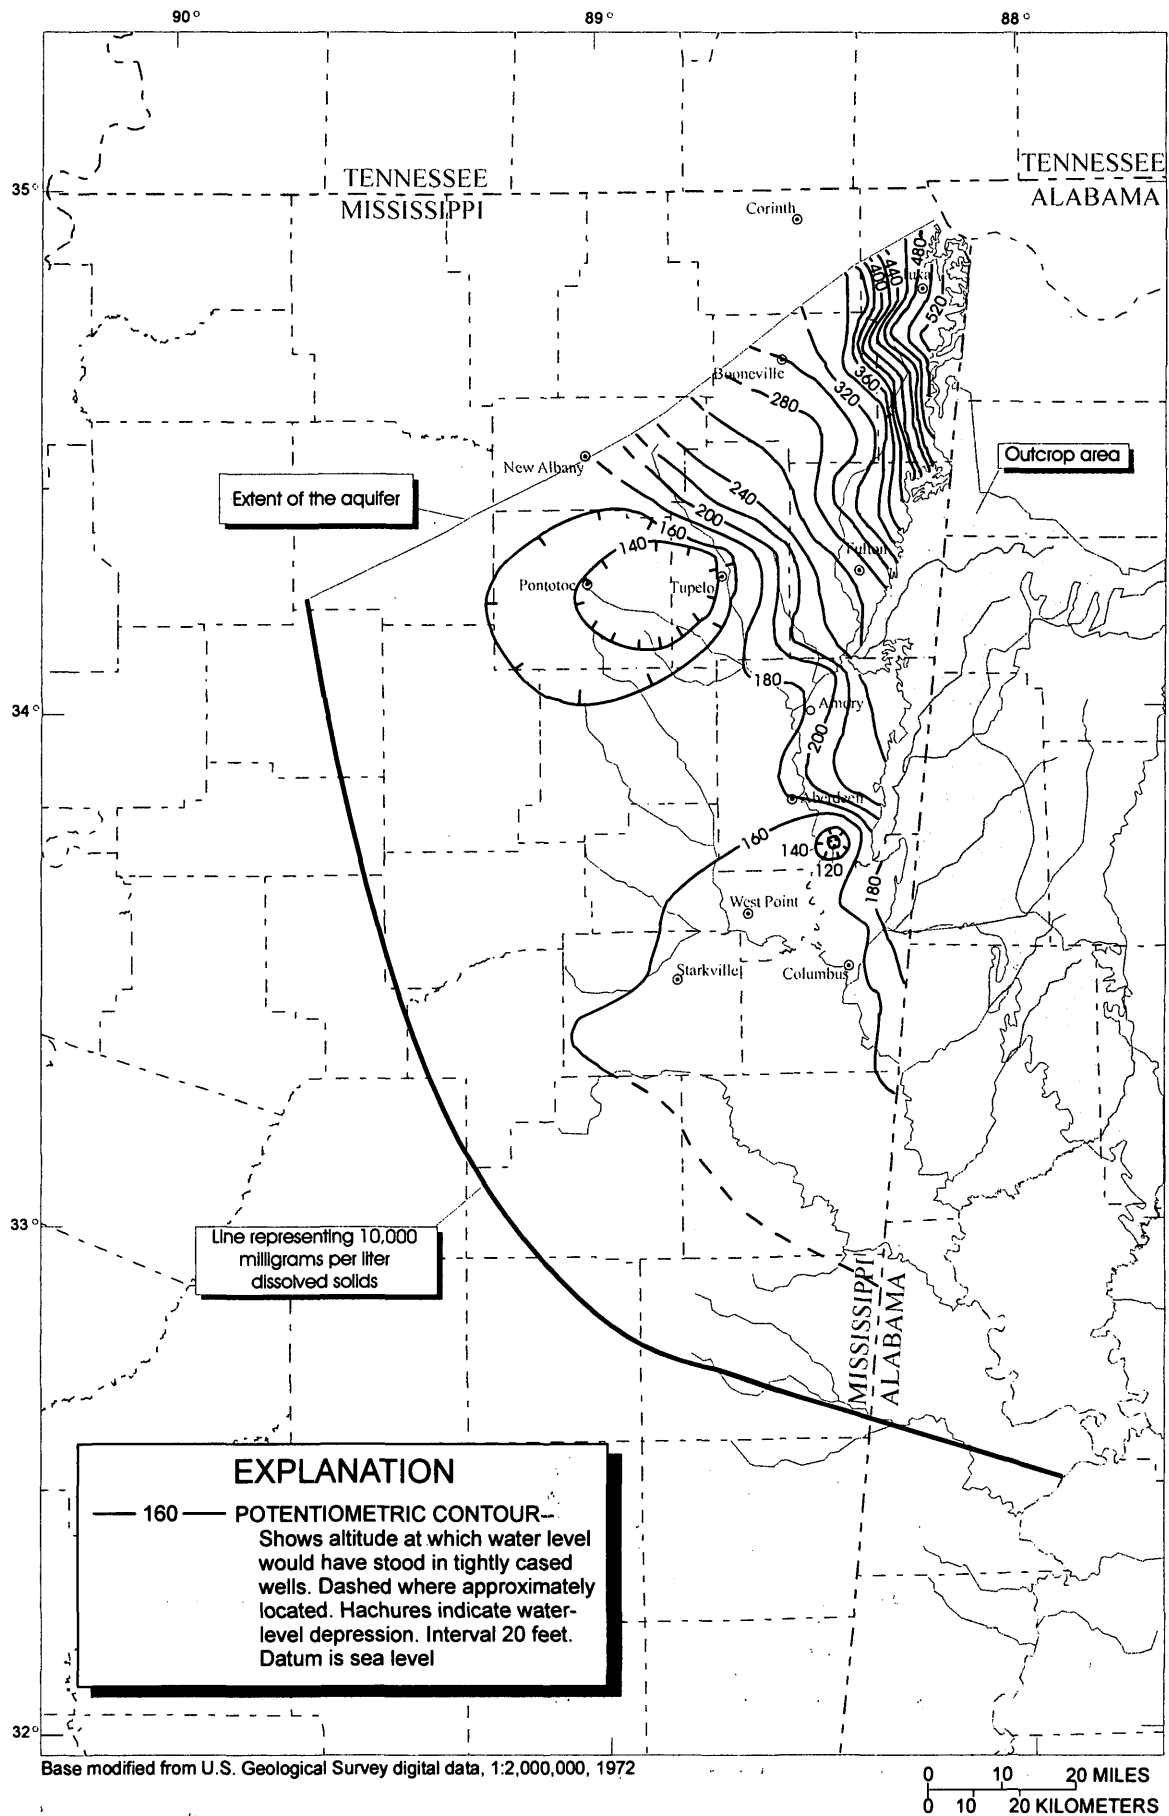 90°
89°
88°
35°
TENNESSEE
MISSISSIPPI
TENNESSEE
ALABAMA
Corinth
480
440
400
520
Booneville
360
320
280
Outcrop area
New Albany
240
Extent of the aquifer
200
160
140
Fulton
Pontotoc
Tupelo
180
34°
Amory
200
Aberdeen
160
140
120
180
West Point
Starkville
Columbus
33°
Line representing 10,000
milligrams per liter
dissolved solids
MISSISSIPPI
ALABAMA
EXPLANATION
160 POTENTIOMETRIC CONTOUR--
Shows altitude at which water level
would have stood in tightly cased
wells. Dashed where approximately
located. Hachures indicate water-
level depression. Interval 20 feet.
Datum is sea level
32°
Base modified from U.S. Geological Survey digital data, 1:2,000,000, 1972
0 10 20 MILES
0 10 20 KILOMETERS